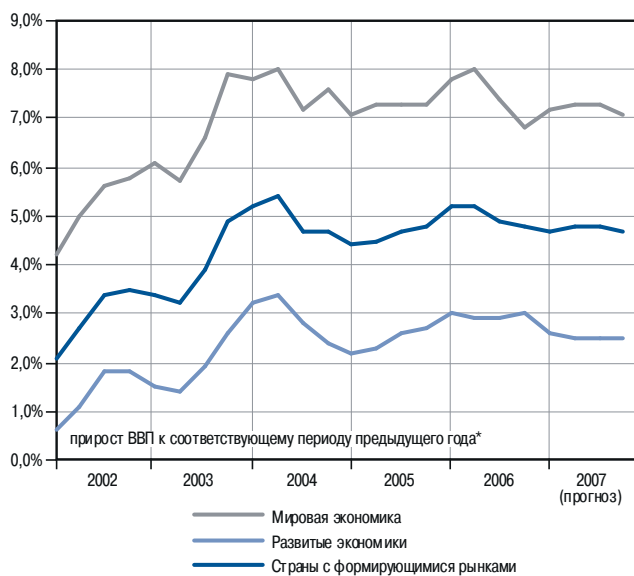 9,0%
8,0%
7,0%
6,0%
5,0%
4,0%
3,0%
2,0%
1,0%
0,0%
прирост ВВП к соответствующему периоду предыдущего года*
2002 2003 2004 2005 2006 2007
(прогноз)
Мировая экономика
Развитые экономики
Страны с формирующимися рынками